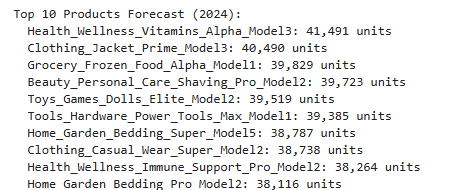 Top 10 Products Forecast (2024):
Health_Wellness_Vitamins_Alpha_Model3: 41,491 units
Clothing_Jacket_Prime_Model3: 40,490 units
Grocery_Frozen_Food_Alpha_Model1: 39,829 units
Beauty_Personal_Care_Shaving_Pro_Model2: 39,723 units
Toys_Games_Dolls_Elite_Model2: 39,519 units
Tools_Hardware_Power_Tools_Max_Model1: 39,385 units
Home_Garden_Bedding_Super_Model5: 38,787 units
Clothing_Casual_Wear_Super_Model2: 38,738 units
Health_Wellness_Immune_Support_Pro_Model2: 38,264 units
Home_Garden_Bedding_Pro_Model2: 38,116 units